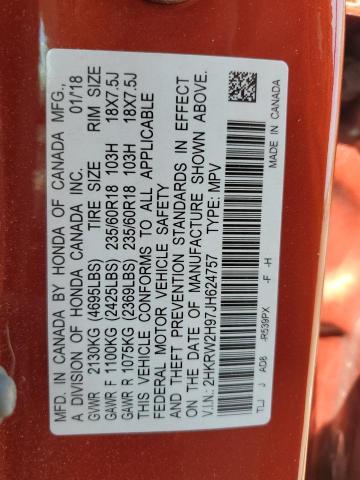 MFD. IN CANADA BY HONDA OF CANADA MFG.,
A DIVISION OF HONDA CANADA INC. 01/18
GVWR 2130KG (4695LBS) TIRE SIZE RIM SIZE
GAWR F 1100KG (2425LBS) 235/60R18 103H 18X7.5J
GAWR R 1075KG (2369LBS) 235/60R18 103H 18X7.5J
THIS VEHICLE CONFORMS TO ALL APPLICABLE
FEDERAL MOTOR VEHICLE SAFETY
AND THEFT PREVENTION STANDARDS IN EFFECT
ON THE DATE OF MANUFACTURE SHOWN ABOVE.
V.I.N.: 2HKRW2H97JH624757 TYPE: MPV
TLJ J AD8 -R539PX -F -H MADE IN CANADA